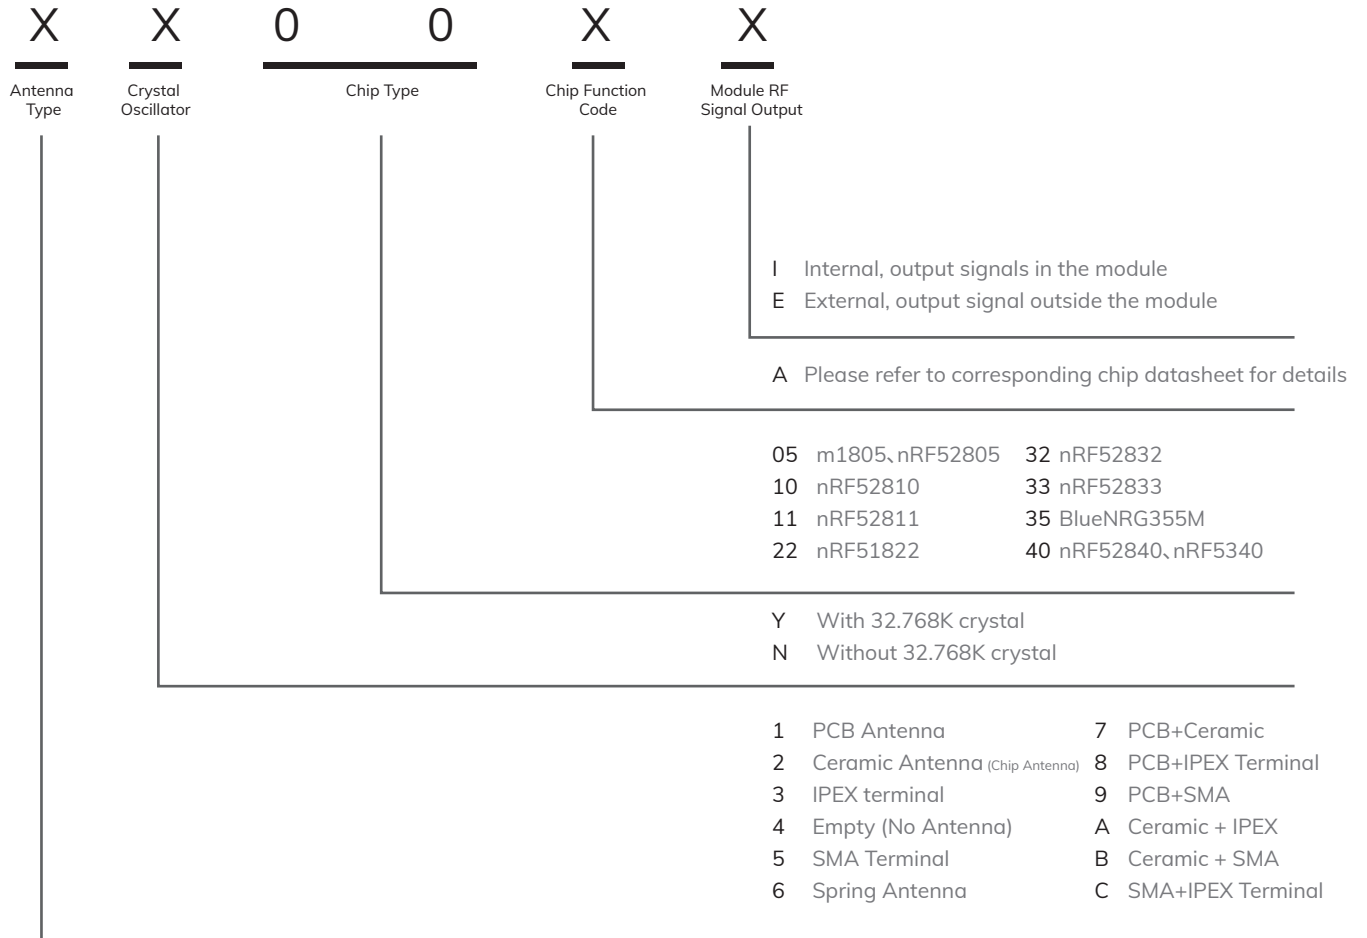 X X 0 0 X X
Antenna Type
Crystal Oscillator
Chip Type
Chip Function Code
Module RF Signal Output
I Internal, output signals in the module
E External, output signal outside the module
A Please refer to corresponding chip datasheet for details
05 m1805、nRF52805 32 nRF52832
10 nRF52810 33 nRF52833
11 nRF52811 35 BlueNRG355M
22 nRF51822 40 nRF52840、nRF5340
Y With 32.768K crystal
N Without 32.768K crystal
1 PCB Antenna 7 PCB+Ceramic
2 Ceramic Antenna (Chip Antenna) 8 PCB+IPEX Terminal
3 IPEX terminal 9 PCB+SMA
4 Empty (No Antenna) A Ceramic + IPEX
5 SMA Terminal B Ceramic + SMA
6 Spring Antenna C SMA+IPEX Terminal